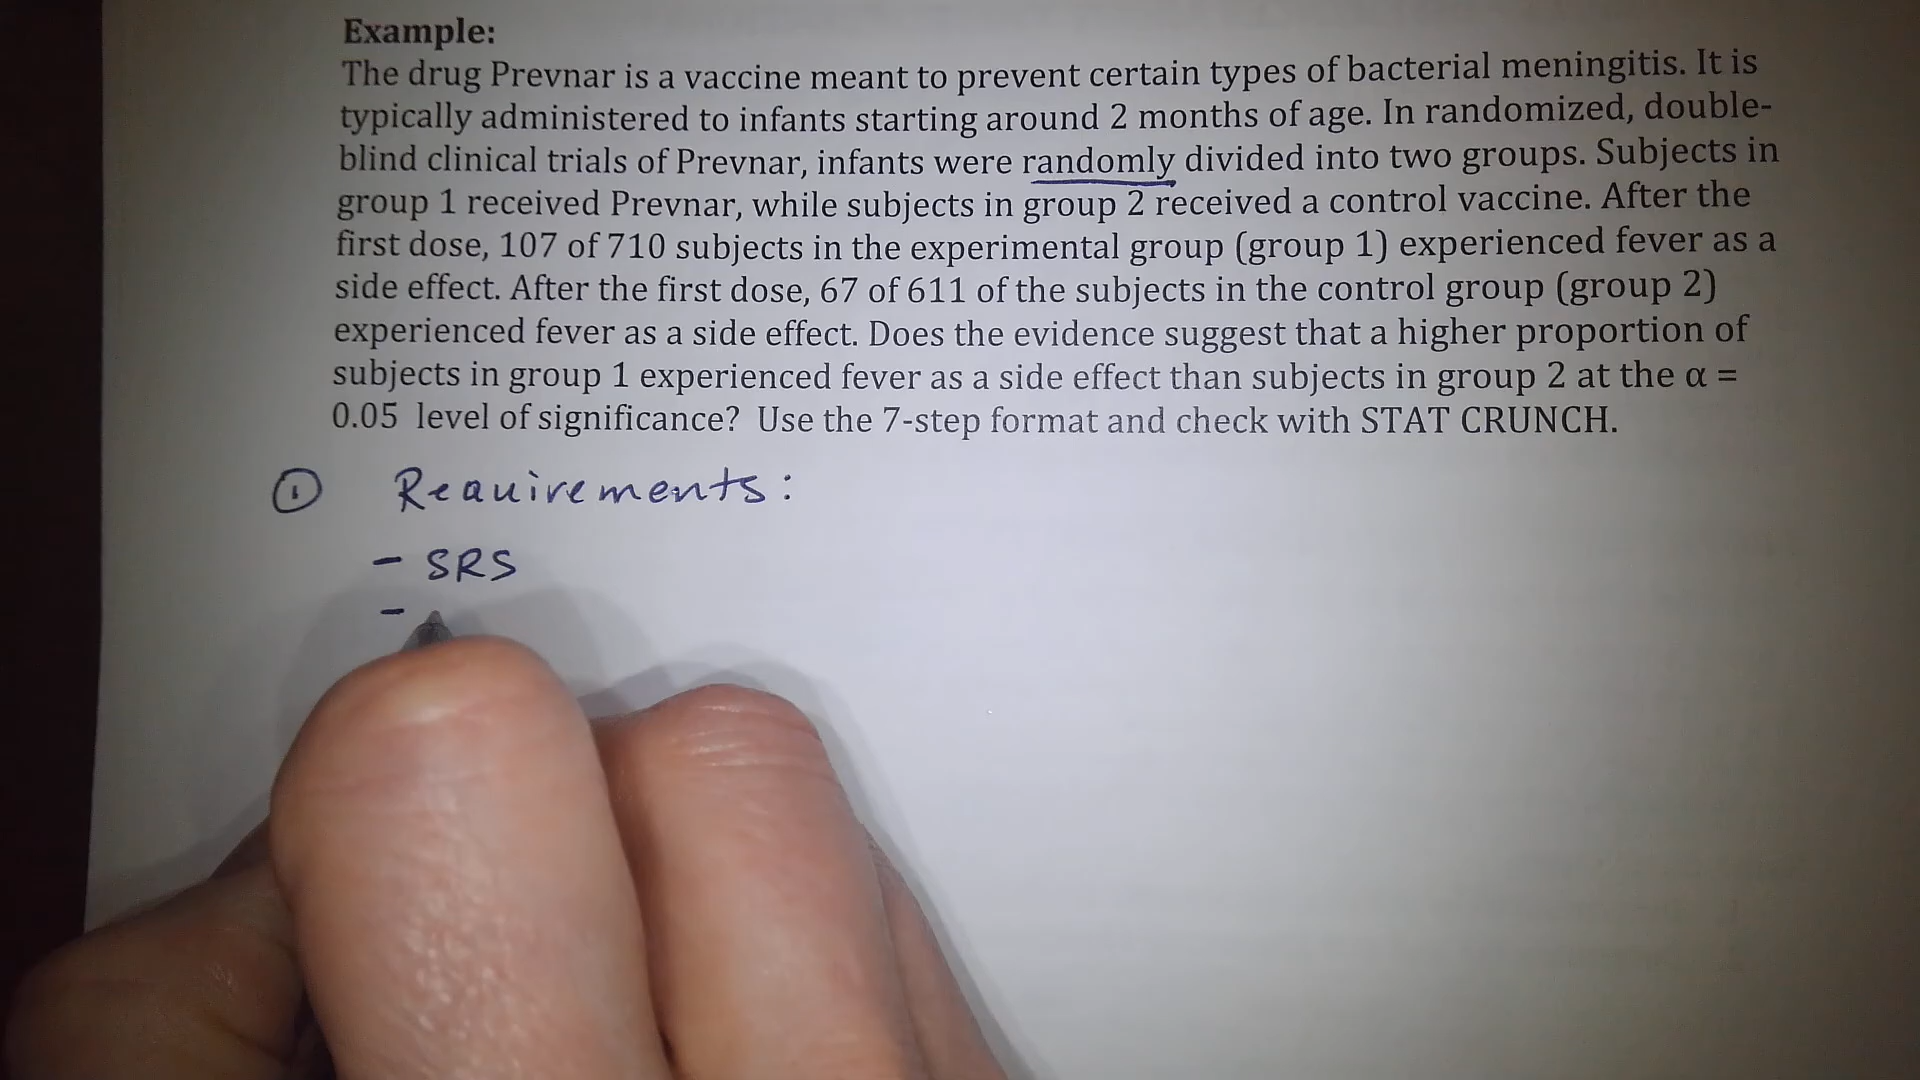 Example:
The drug Prevnar is a vaccine meant to prevent certain types of bacterial meningitis. It is
typically administered to infants starting around 2 months of age. In randomized, double-
blind clinical trials of Prevnar, infants were randomly divided into two groups. Subjects in
group 1 received Prevnar, while subjects in group 2 received a control vaccine. After the
first dose, 107 of 710 subjects in the experimental group (group 1) experienced fever as a
side effect. After the first dose, 67 of 611 of the subjects in the control group (group 2)
experienced fever as a side effect. Does the evidence suggest that a higher proportion of
subjects in group 1 experienced fever as a side effect than subjects in group 2 at the α =
0.05 level of significance? Use the 7-step format and check with STAT CRUNCH.
① Requirements:
- SRS
-